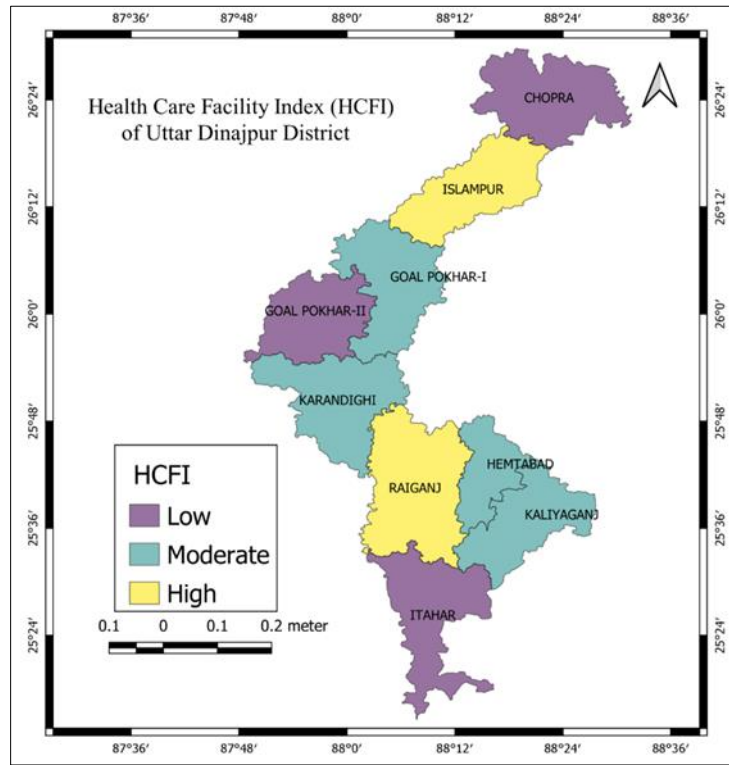 87°36′ 87°48′ 88°0′ 88°12′ 88°24′ 88°36′
Health Care Facility Index (HCFI)
of Uttar Dinajpur District
CHOPRA
ISLAMPUR
GOAL POKHAR-I
GOAL POKHAR-II
KARANDIGHI
RAIGANJ
HEMTABAD
KALIYAGANJ
ITAHAR
HCFI
Low
Moderate
High
0.1 0 0.1 0.2 meter
26°24′
26°12′
26°0′
25°48′
25°36′
25°24′
26°24′
26°12′
26°0′
25°48′
25°36′
25°24′
87°36′ 87°48′ 88°0′ 88°12′ 88°24′ 88°36′